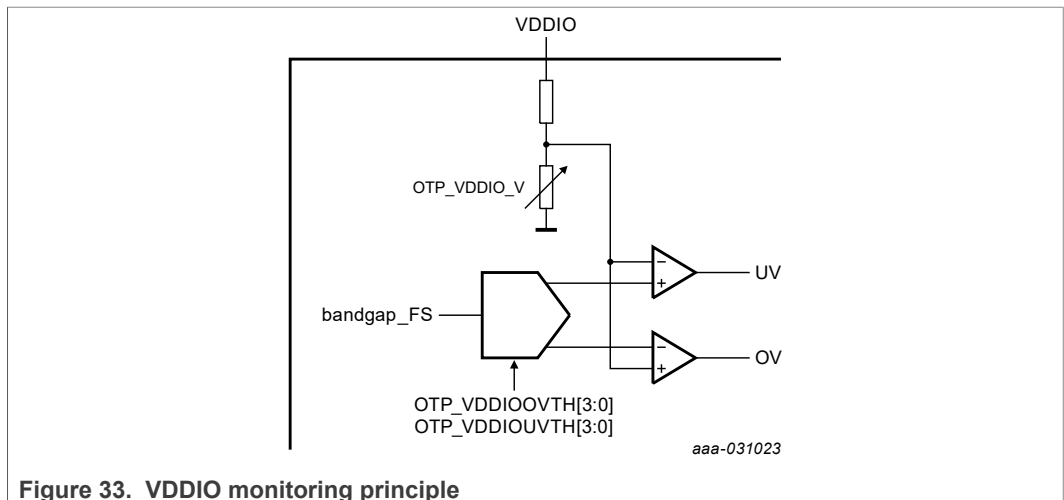 VDDIO
OTP_VDDIO_V
−
+
UV
bandgap_FS
−
+
OV
OTP_VDDIOOVTH[3:0]
OTP_VDDIOUVTH[3:0]
aaa-031023
Figure 33. VDDIO monitoring principle